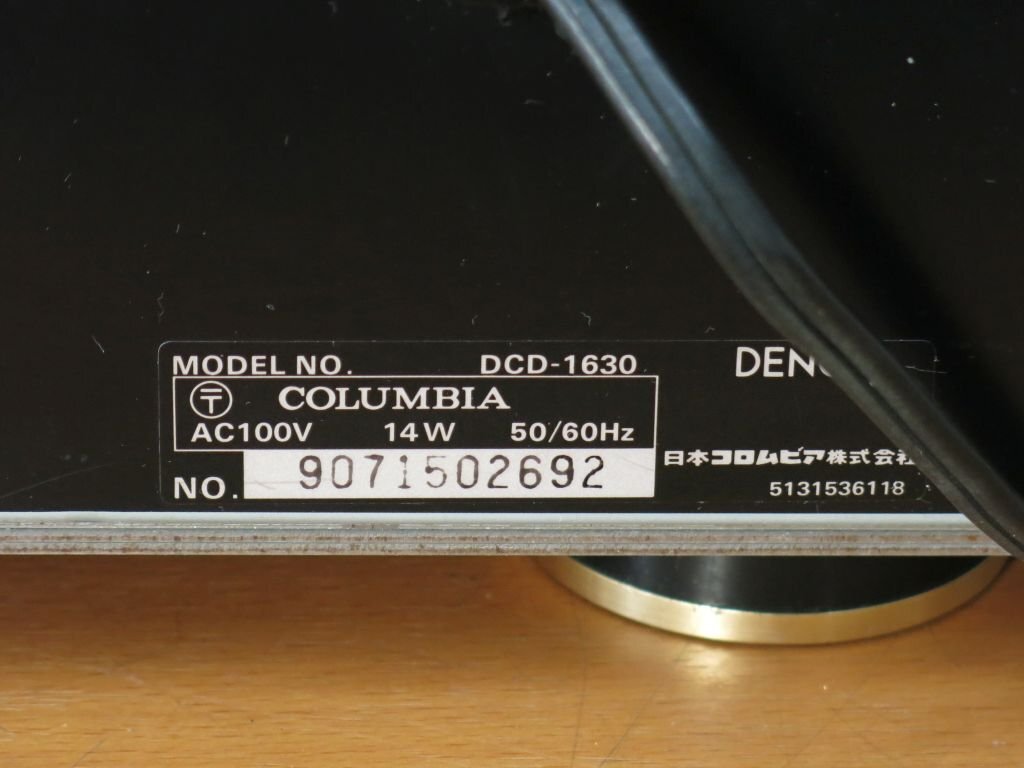 MODEL NO. DCD-1630 DEN
〒 COLUMBIA
AC100V 14W 50/60Hz
日本コロムビア株式会社
NO. 9071502692
5131536118